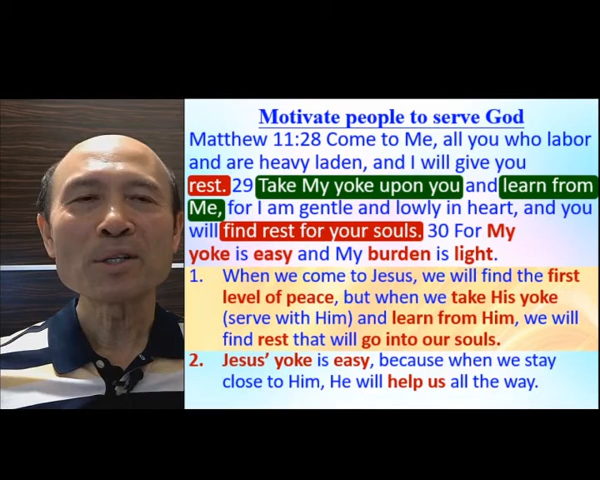 Motivate people to serve God
Matthew 11:28 Come to Me, all you who labor
and are heavy laden, and I will give you
rest. 29 Take My yoke upon you and learn from
Me, for I am gentle and lowly in heart, and you
will find rest for your souls. 30 For My
yoke is easy and My burden is light.
1. When we come to Jesus, we will find the first
level of peace, but when we take His yoke
(serve with Him) and learn from Him, we will
find rest that will go into our souls.
2. Jesus’ yoke is easy, because when we stay
close to Him, He will help us all the way.